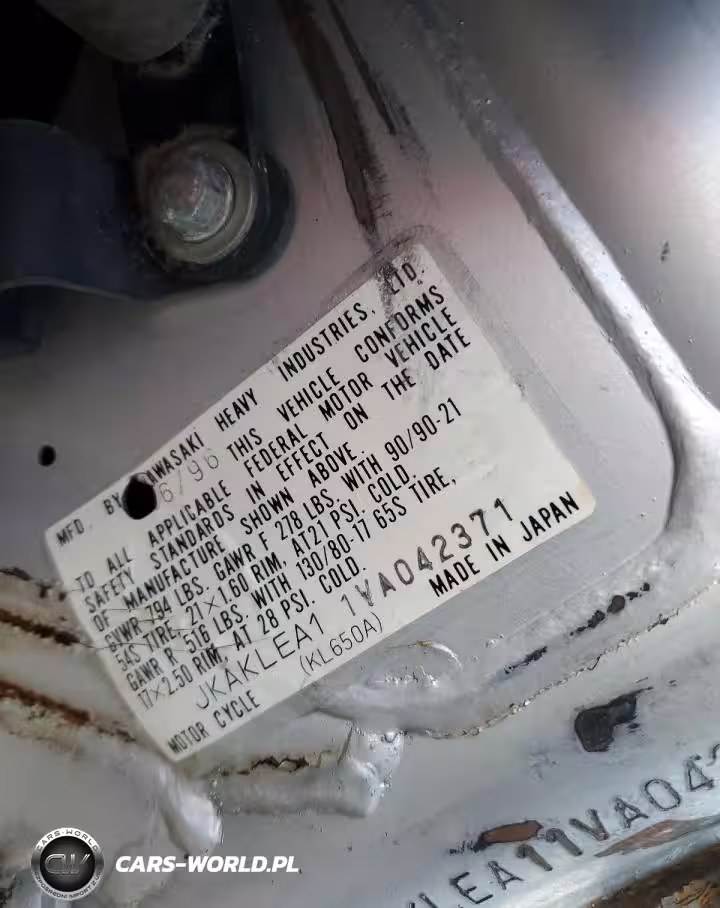 MFD. BY KAWASAKI HEAVY INDUSTRIES, LTD.
6/96 THIS VEHICLE CONFORMS
TO ALL APPLICABLE FEDERAL MOTOR VEHICLE
SAFETY STANDARDS IN EFFECT ON THE DATE
OF MANUFACTURE SHOWN ABOVE.
GVWR 794 LBS. GAWR F 278 LBS. WITH 90/90-21
54S TIRE, 21×1.60 RIM, AT 21 PSI. COLD
GAWR R 516 LBS. WITH 130/80-17 65S TIRE,
17×2.50 RIM, AT 28 PSI. COLD.
JKAKLEA1 1VA042371
MOTOR CYCLE (KL650A) MADE IN JAPAN
KLEA11VA04
CARS-WORLD
CW
CARS-WORLD.PL